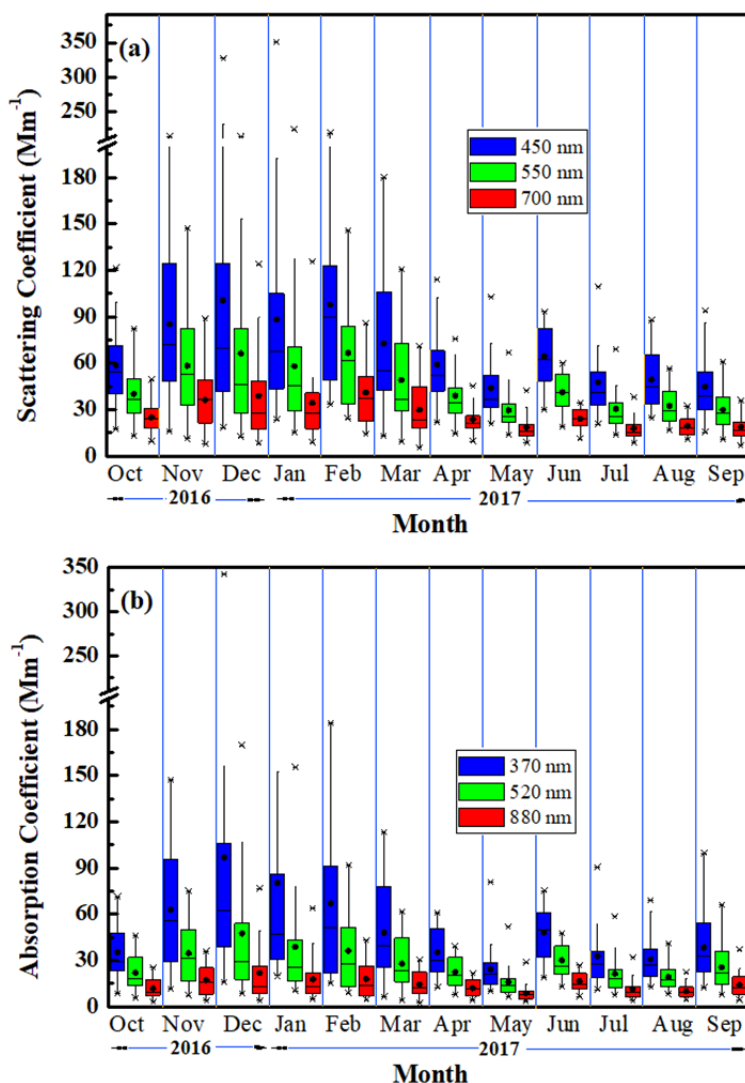 (a)
350
300
250
180
150
120
90
60
30
0
Scattering Coefficient (Mm⁻¹)
450 nm
550 nm
700 nm
Oct Nov Dec Jan Feb Mar Apr May Jun Jul Aug Sep
2016 2017
Month
(b)
350
300
250
180
150
120
90
60
30
0
Absorption Coefficient (Mm⁻¹)
370 nm
520 nm
880 nm
Oct Nov Dec Jan Feb Mar Apr May Jun Jul Aug Sep
2016 2017
Month